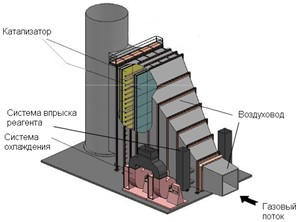 Катализатор
Воздуховод
Система впрыска
реагента
Система
охлаждения
Газовый
поток